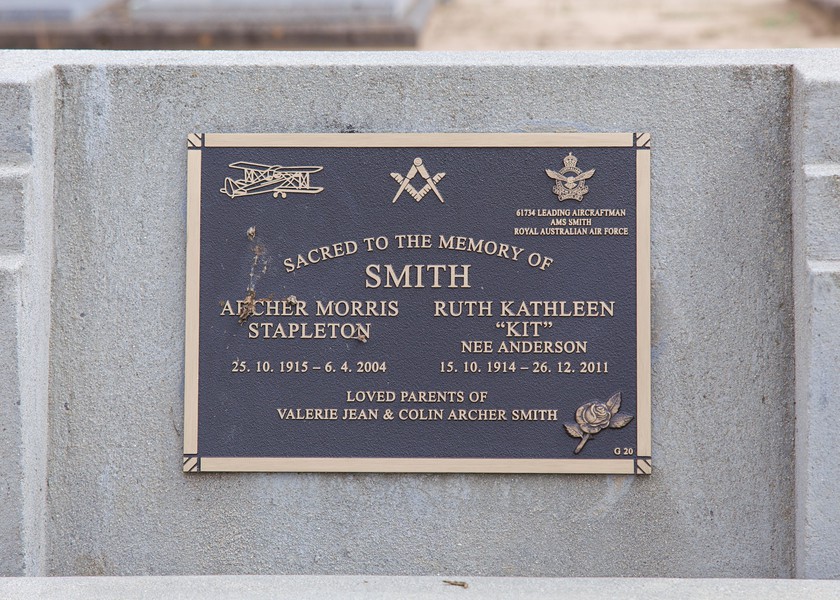 61734 LEADING AIRCRAFTMAN
AMS SMITH
ROYAL AUSTRALIAN AIR FORCE
SACRED TO THE MEMORY OF
SMITH
ARCHER MORRIS
STAPLETON
25. 10. 1915 – 6. 4. 2004
RUTH KATHLEEN
“KIT”
NEE ANDERSON
15. 10. 1914 – 26. 12. 2011
LOVED PARENTS OF
VALERIE JEAN & COLIN ARCHER SMITH
G 20